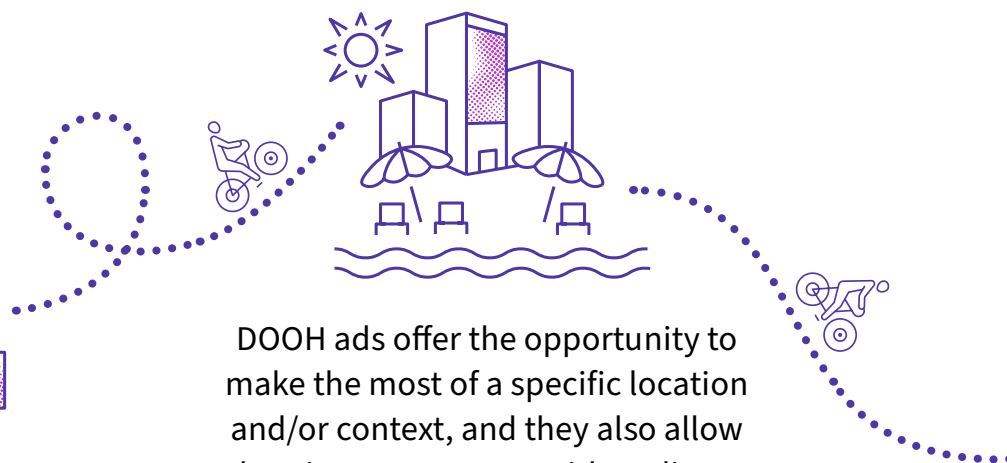 DOOH ads offer the opportunity to
make the most of a specific location
and/or context, and they also allow